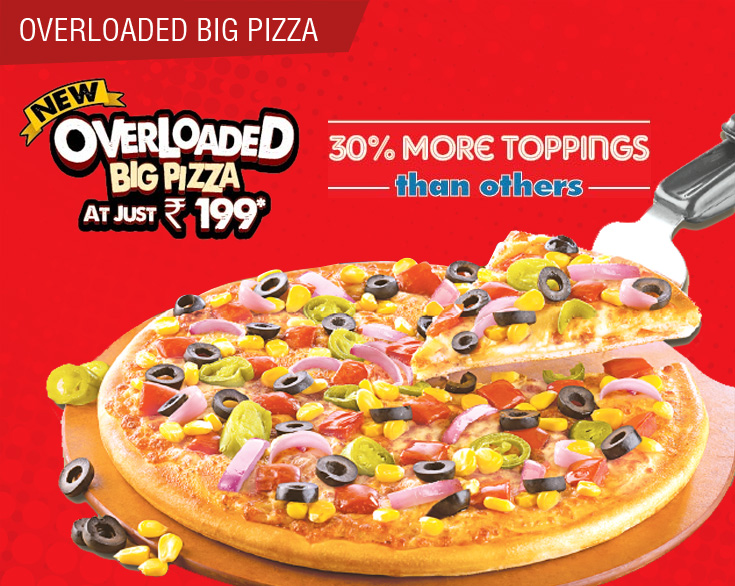 OVERLOADED BIG PIZZA
NEW
OVERLOADED
BIG PIZZA
AT JUST ₹ 199*
30% MORE TOPPINGS
than others